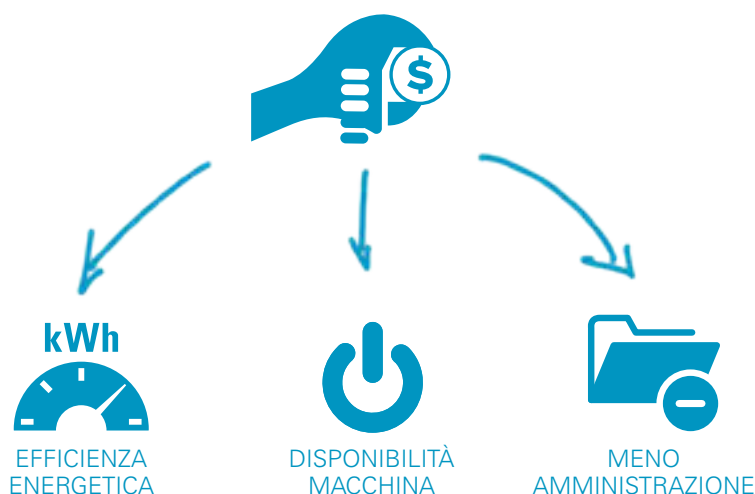 $
kWh
EFFICIENZA
ENERGETICA
DISPONIBILITÀ
MACCHINA
MENO
AMMINISTRAZIONE